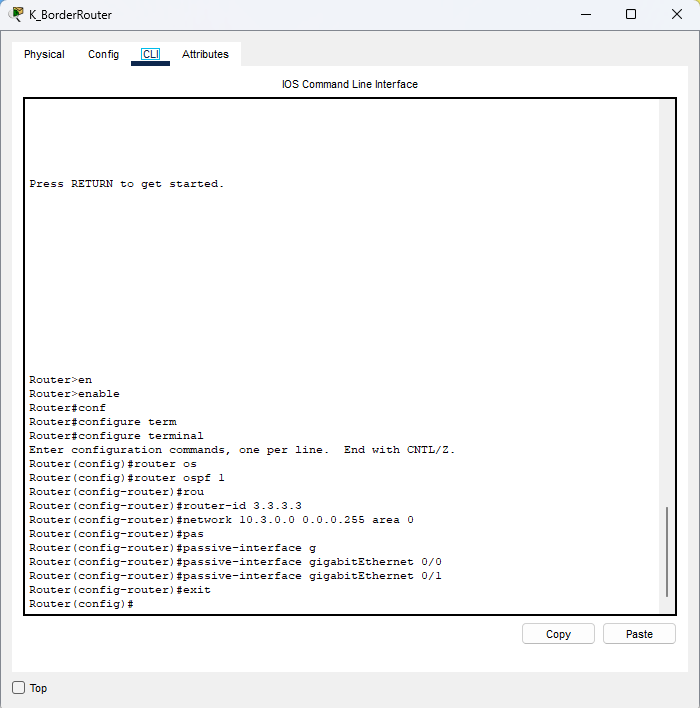 K_BorderRouter
Physical Config CLI Attributes
IOS Command Line Interface
Press RETURN to get started.
Router>en
Router>enable
Router#conf
Router#configure term
Router#configure terminal
Enter configuration commands, one per line.  End with CNTL/Z.
Router(config)#router os
Router(config)#router ospf 1
Router(config-router)#rou
Router(config-router)#router-id 3.3.3.3
Router(config-router)#network 10.3.0.0 0.0.0.255 area 0
Router(config-router)#pas
Router(config-router)#passive-interface g
Router(config-router)#passive-interface gigabitEthernet 0/0
Router(config-router)#passive-interface gigabitEthernet 0/1
Router(config-router)#exit
Router(config)#
Copy Paste
Top